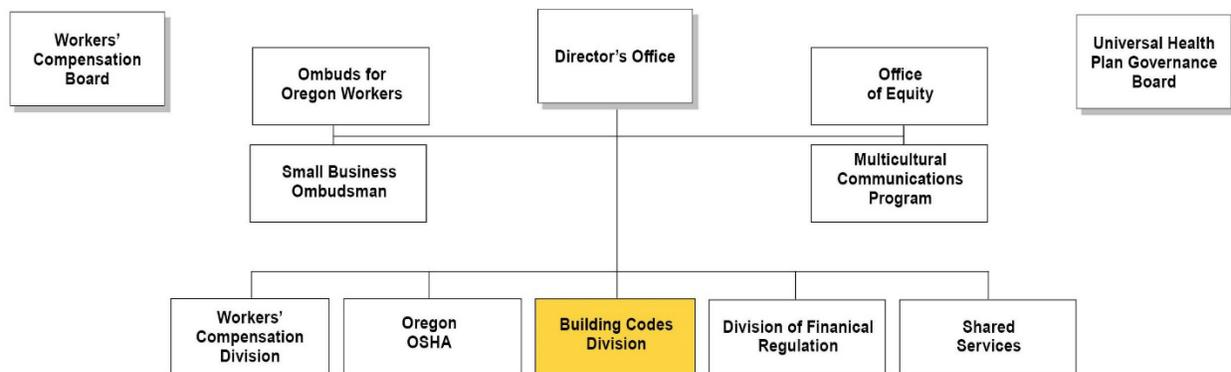 Workers’
Compensation
Board
Director’s Office
Universal Health
Plan Governance
Board
Ombuds for
Oregon Workers
Office
of Equity
Small Business
Ombudsman
Multicultural
Communications
Program
Workers’
Compensation
Division
Oregon
OSHA
Building Codes
Division
Division of Finanical
Regulation
Shared
Services